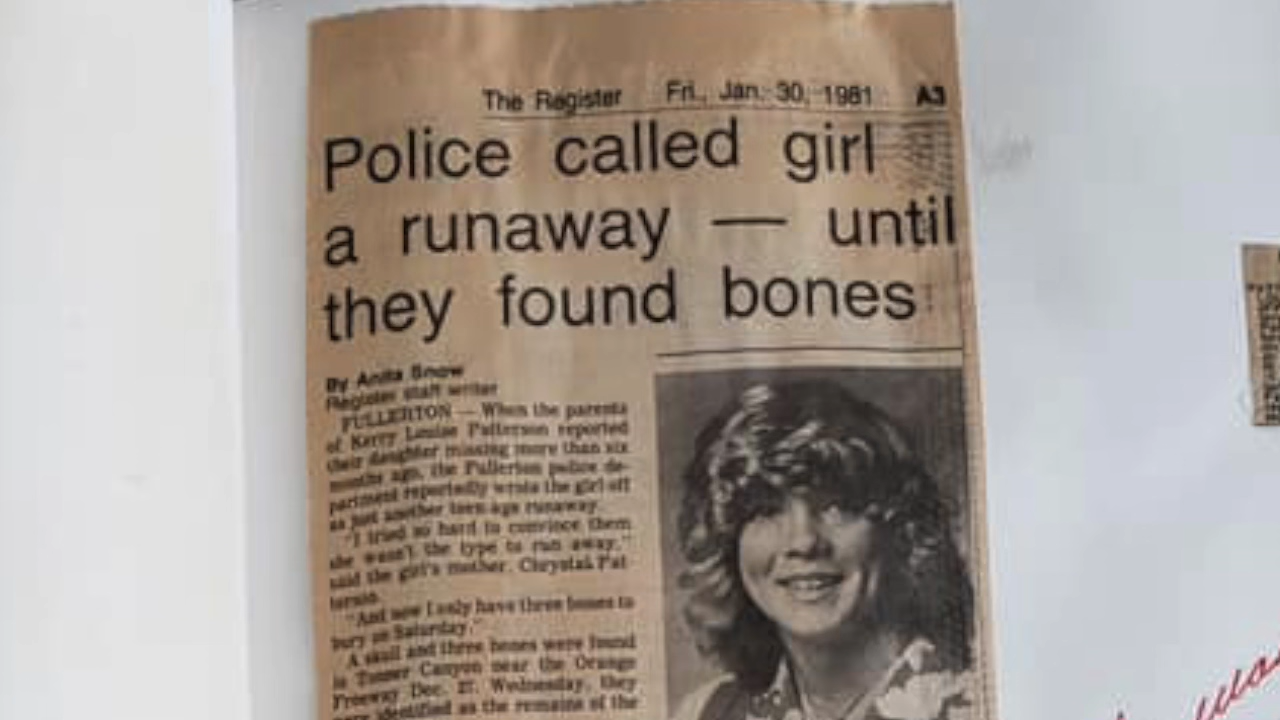 The Register Fri., Jan. 30, 1981 A3
Police called girl
a runaway — until
they found bones
By Anita Snow
Register staff writer
FULLERTON — When the parents
of Kerry Louise Patterson reported
their daughter missing more than six
months ago, the Fullerton police de-
partment reportedly wrote the girl off
as just another teen-age runaway.
"I tried so hard to convince them
she wasn't the type to run away,"
said the girl's mother, Chrystal Pat-
terson.
"And now I only have three bones to
bury on Saturday."
A skull and three bones were found
in Tonner Canyon near the Orange
Freeway Dec. 27. Wednesday, they
were identified as the remains of the